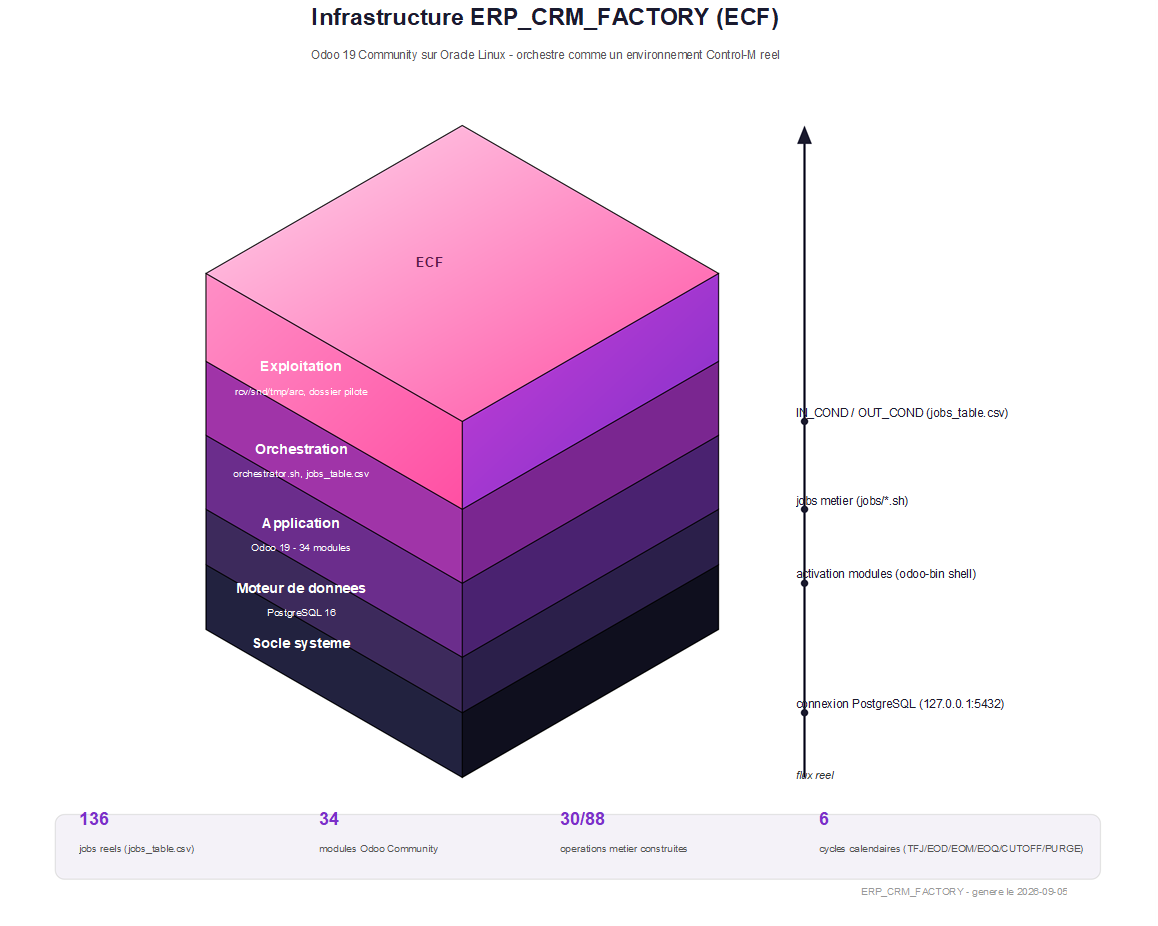 Infrastructure ERP_CRM_FACTORY (ECF)
Odoo 19 Community sur Oracle Linux - orchestre comme un environnement Control-M reel
ECF
Exploitation
rcv/snd/tmp/arc, dossier pilote
Orchestration
orchestrator.sh, jobs_table.csv
Application
Odoo 19 - 34 modules
Moteur de donnees
PostgreSQL 16
Socle systeme
IN_COND / OUT_COND (jobs_table.csv)
jobs metier (jobs/*.sh)
activation modules (odoo-bin shell)
connexion PostgreSQL (127.0.0.1:5432)
flux reel
136
jobs reels (jobs_table.csv)
34
modules Odoo Community
30/88
operations metier construites
6
cycles calendaires (TFJ/EOD/EOM/EOQ/CUTOFF/PURGE)
ERP_CRM_FACTORY - genere le 2026-09-05